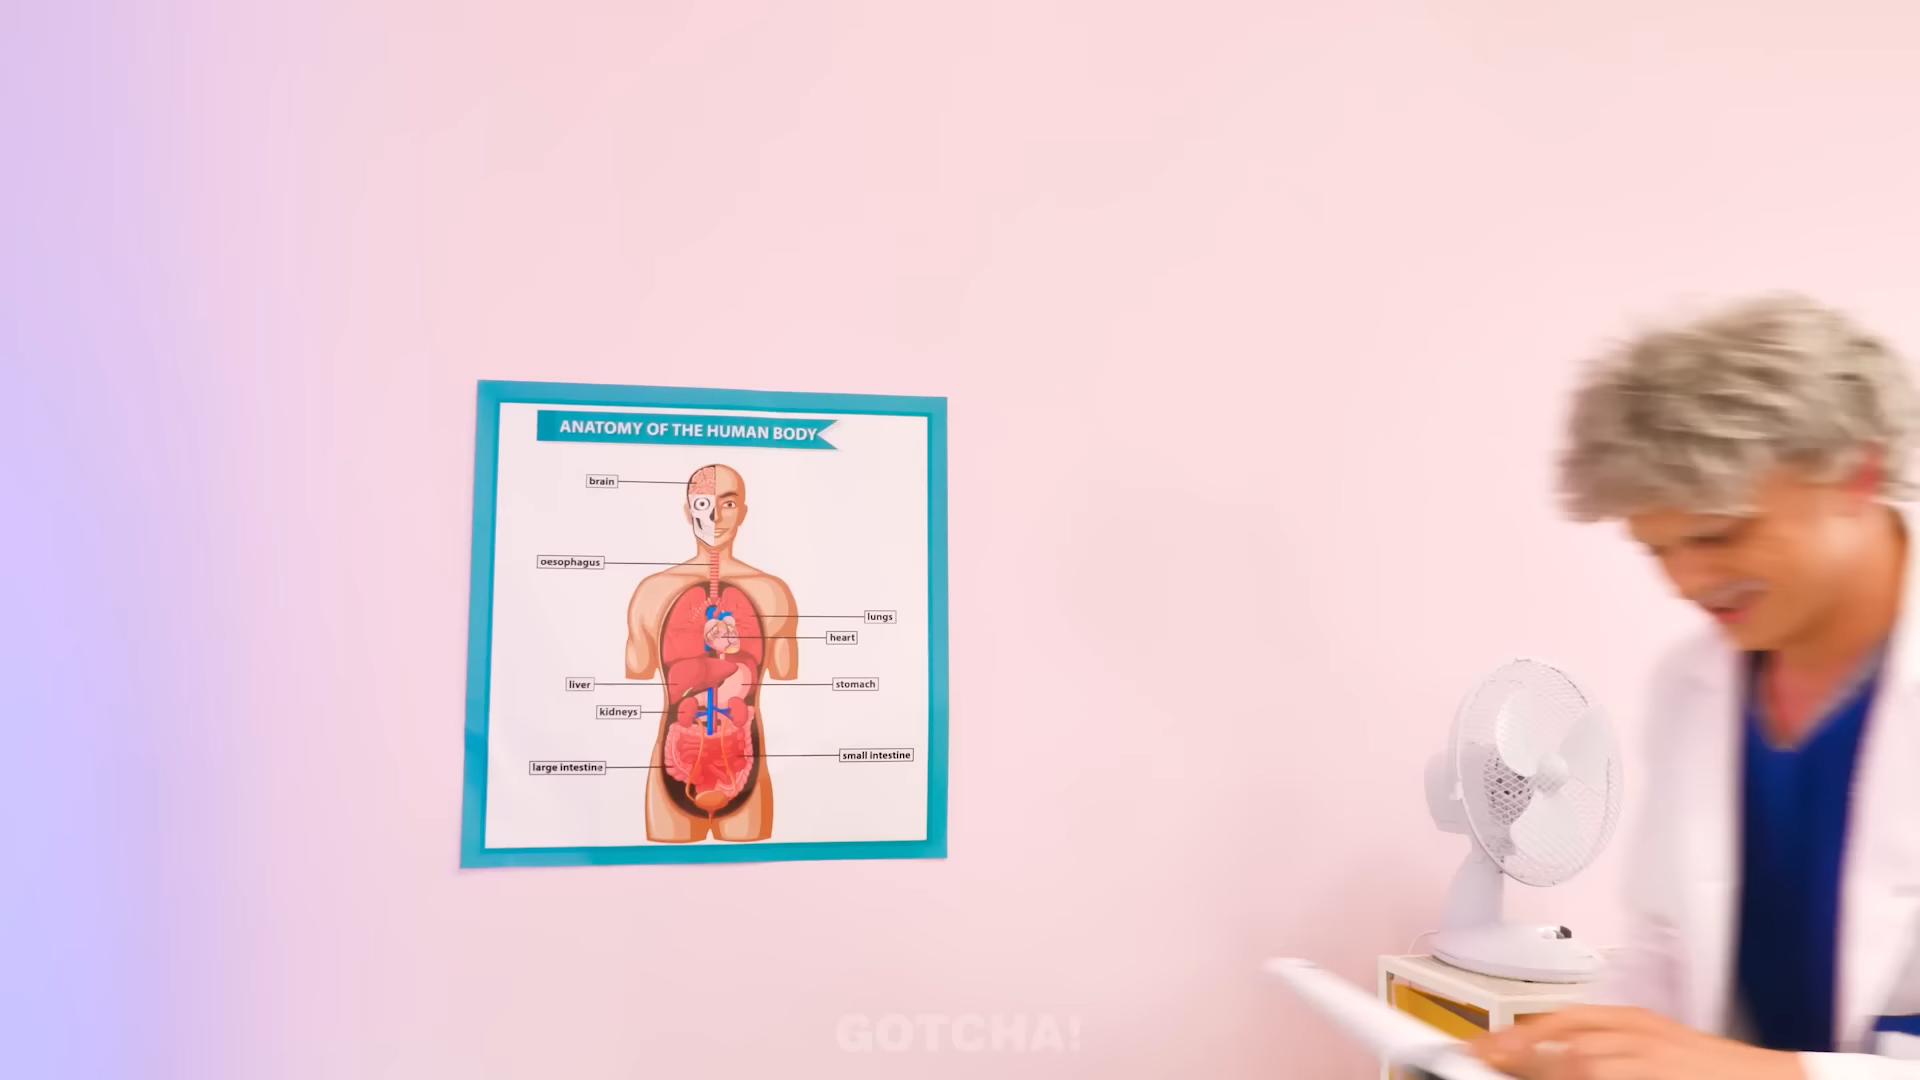 ANATOMY OF THE HUMAN BODY
brain
oesophagus
lungs
heart
liver
stomach
kidneys
small intestine
large intestine
GOTCHA!